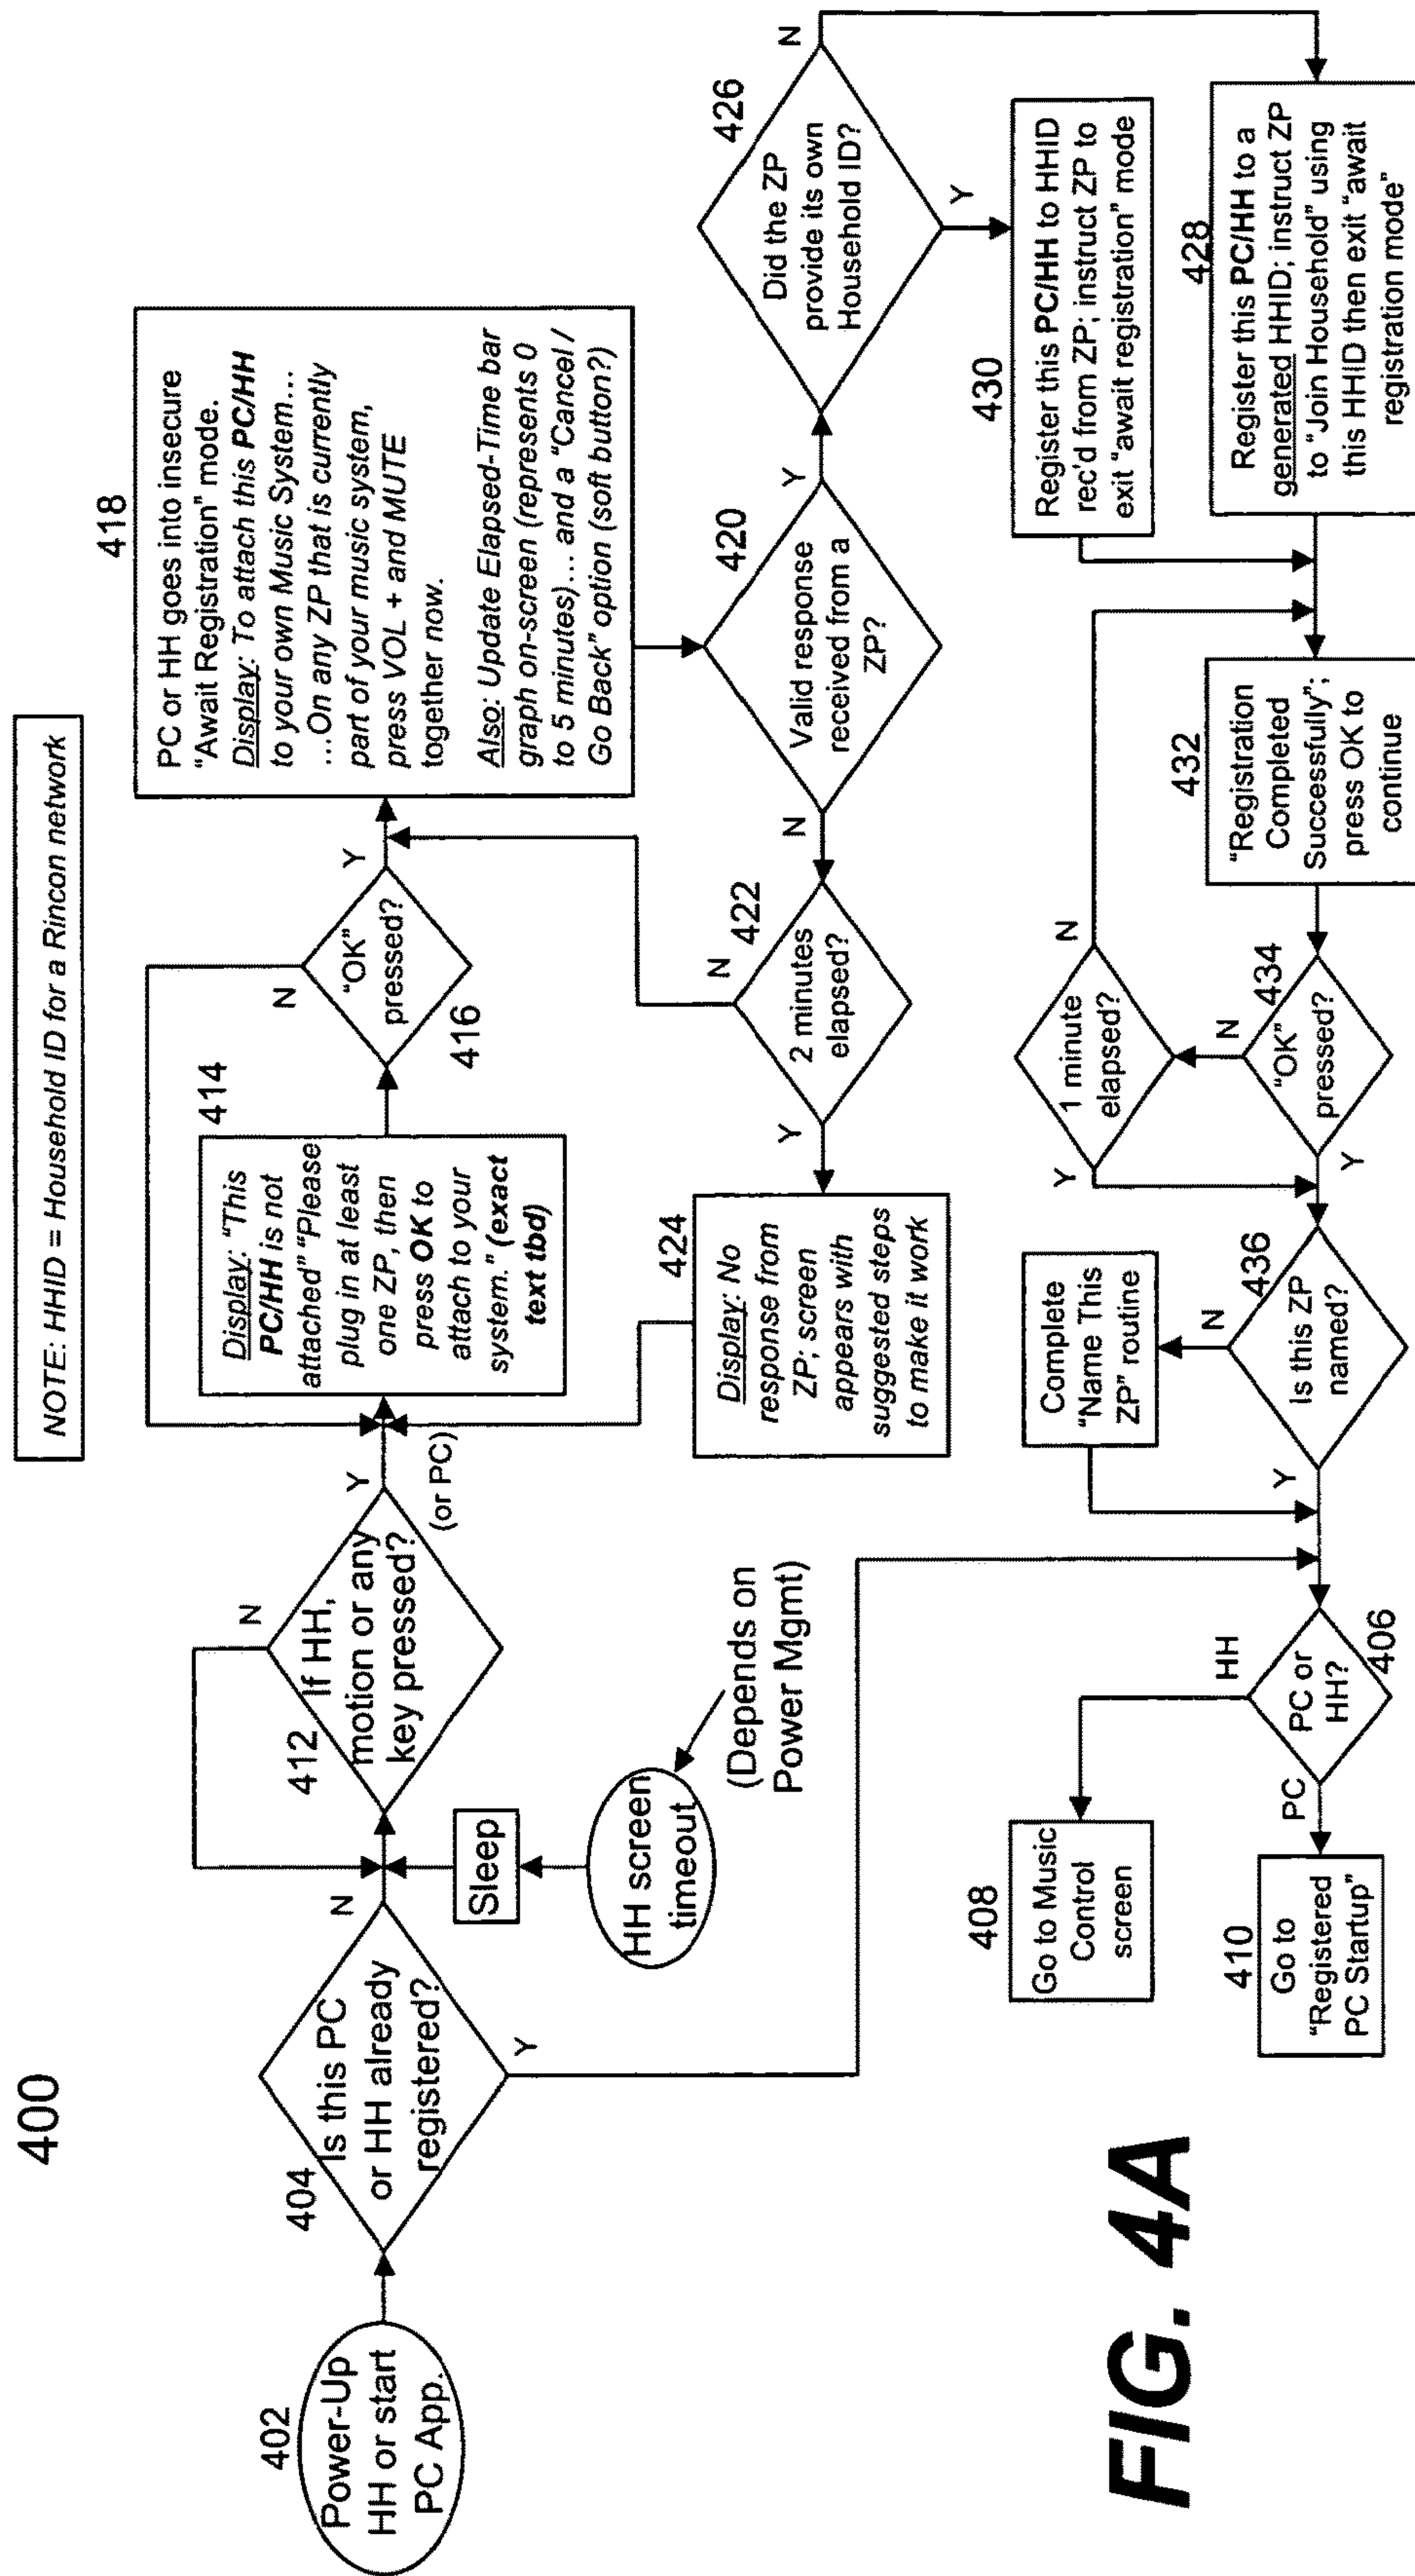 400
NOTE: HHID = Household ID for a Rincon network
402
Power-Up
HH or start
PC App.
404
Is this PC
or HH already
registered?
N
Y
Sleep
HH screen
timeout
(Depends on
Power Mgmt)
412
If HH,
motion or any
key pressed?
N
Y
(or PC)
414
Display: "This
PC/HH is not
attached" "Please
plug in at least
one ZP, then
press OK to
attach to your
system." (exact
text tbd)
416
"OK"
pressed?
N
Y
418
PC or HH goes into insecure
"Await Registration" mode.
Display: To attach this PC/HH
to your own Music System...
...On any ZP that is currently
part of your music system,
press VOL + and MUTE
together now.
Also: Update Elapsed-Time bar
graph on-screen (represents 0
to 5 minutes)... and a "Cancel /
Go Back" option (soft button?)
420
Valid response
received from a
ZP?
N
Y
422
2 minutes
elapsed?
N
Y
424
Display: No
response from
ZP; screen
appears with
suggested steps
to make it work
426
Did the ZP
provide its own
Household ID?
N
Y
430
Register this PC/HH to HHID
rec'd from ZP; instruct ZP to
exit "await registration" mode
428
Register this PC/HH to a
generated HHID; instruct ZP
to "Join Household" using
this HHID then exit "await
registration mode"
432
"Registration
Completed
Successfully";
press OK to
continue
434
"OK"
pressed?
N
Y
1 minute
elapsed?
N
Y
436
Is this ZP
named?
N
Y
Complete
"Name This
ZP" routine
406
PC or
HH?
HH
PC
408
Go to Music
Control
screen
410
Go to
"Registered
PC Startup"
FIG. 4A